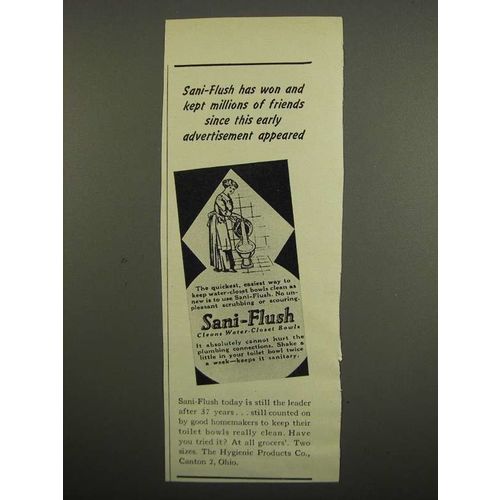 Sani-Flush has won and
kept millions of friends
since this early
advertisement appeared
The quickest, easiest way to
keep water-closet bowls clean as
new is to use Sani-Flush. No un-
pleasant scrubbing or scouring.
Sani-Flush
Cleans Water-Closet Bowls
It absolutely cannot hurt the
plumbing connections. Shake a
little in your toilet bowl twice
a week—keeps it sanitary.
Sani-Flush today is still the leader
after 37 years . . . still counted on
by good homemakers to keep their
toilet bowls really clean. Have
you tried it? At all grocers'. Two
sizes. The Hygienic Products Co.,
Canton 2, Ohio.